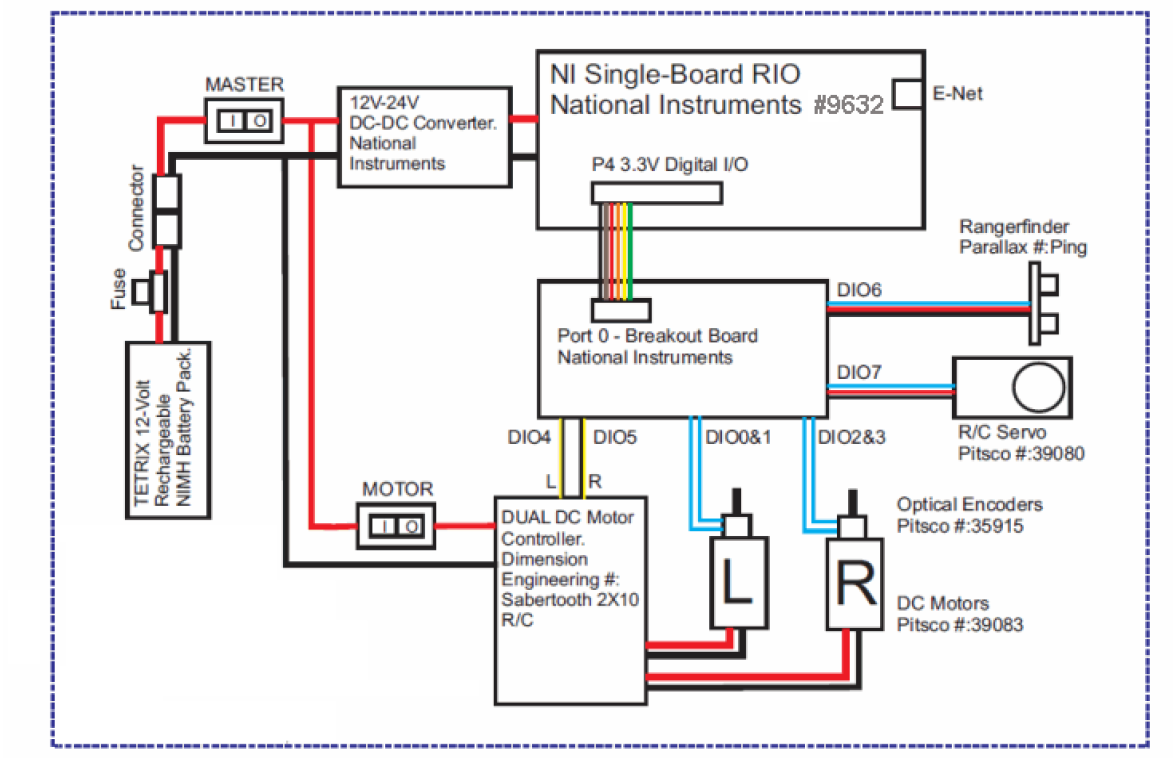 MASTER
I O
12V-24V
DC-DC Converter.
National
Instruments
NI Single-Board RIO
National Instruments #9632
E-Net
P4 3.3V Digital I/O
Connector
Fuse
TETRIX 12-Volt
Rechargeable
NIMH Battery Pack.
Port 0 - Breakout Board
National Instruments
Rangerfinder
Parallax #:Ping
DIO6
DIO7
R/C Servo
Pitsco #:39080
DIO4
DIO5
DIO0&1
DIO2&3
L
R
MOTOR
I O
DUAL DC Motor
Controller.
Dimension
Engineering #:
Sabertooth 2X10
R/C
Optical Encoders
Pitsco #:35915
L
R
DC Motors
Pitsco #:39083